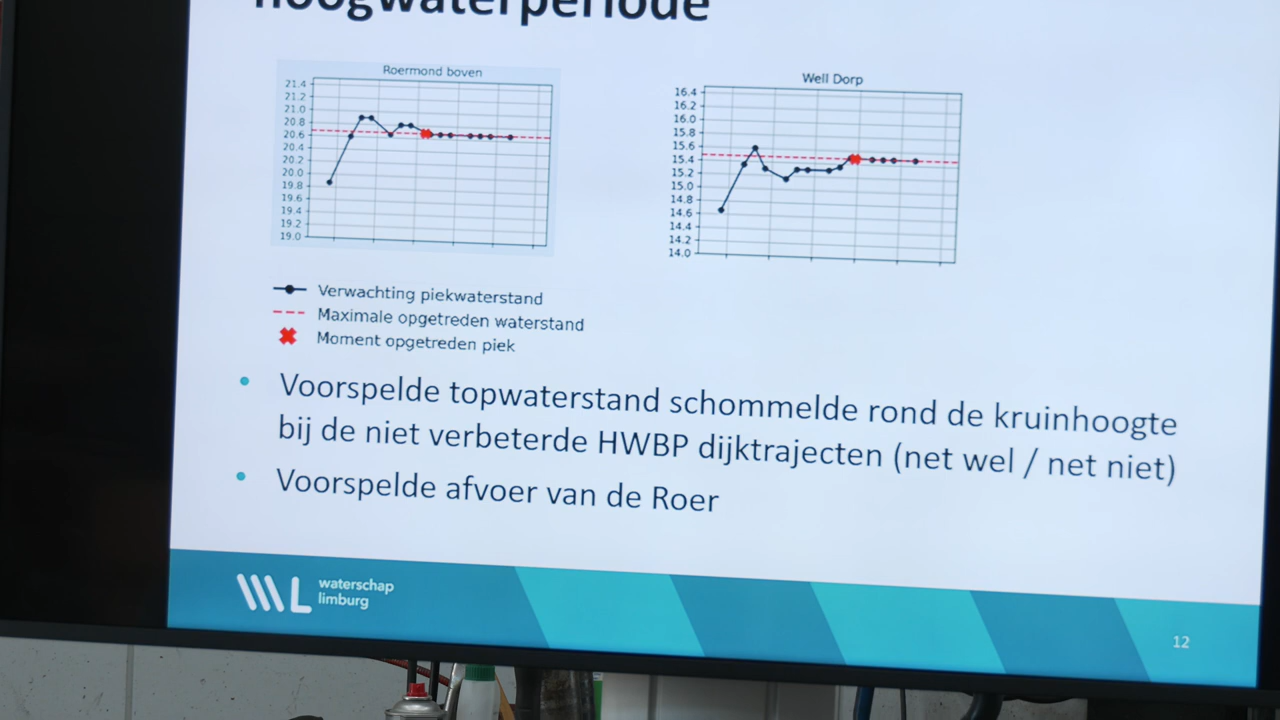 hoogwaterperiode
Roermond boven
21.4
21.2
21.0
20.8
20.6
20.4
20.2
20.0
19.8
19.6
19.4
19.2
19.0
Well Dorp
16.4
16.2
16.0
15.8
15.6
15.4
15.2
15.0
14.8
14.6
14.4
14.2
14.0
Verwachting piekwaterstand
Maximale opgetreden waterstand
Moment opgetreden piek
• Voorspelde topwaterstand schommelde rond de kruinhoogte
bij de niet verbeterde HWBP dijktrajecten (net wel / net niet)
• Voorspelde afvoer van de Roer
WL waterschap
limburg
12